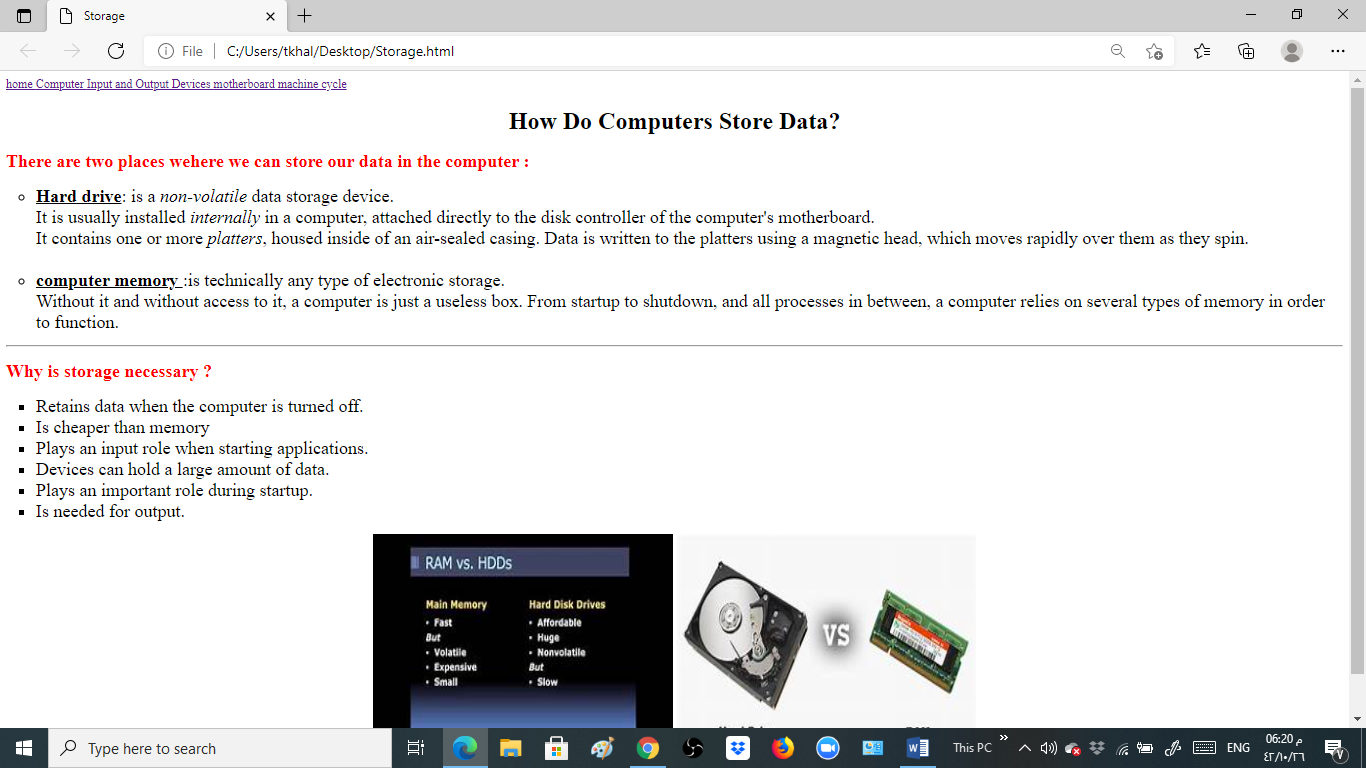 Storage
File
C:/Users/tkhal/Desktop/Storage.html
home Computer Input and Output Devices motherboard machine cycle
How Do Computers Store Data?
There are two places wehere we can store our data in the computer :
Hard drive: is a non-volatile data storage device.
It is usually installed internally in a computer, attached directly to the disk controller of the computer's motherboard.
It contains one or more platters, housed inside of an air-sealed casing. Data is written to the platters using a magnetic head, which moves rapidly over them as they spin.
computer memory :is technically any type of electronic storage.
Without it and without access to it, a computer is just a useless box. From startup to shutdown, and all processes in between, a computer relies on several types of memory in order
to function.
Why is storage necessary ?
Retains data when the computer is turned off.
Is cheaper than memory
Plays an input role when starting applications.
Devices can hold a large amount of data.
Plays an important role during startup.
Is needed for output.
RAM vs. HDDs
Main Memory
• Fast
But
• Volatile
• Expensive
• Small
Hard Disk Drives
• Affordable
• Huge
• Nonvolatile
But
• Slow
VS
Type here to search
This PC
ENG
06:20 م
٤٢/١٠/٢٦